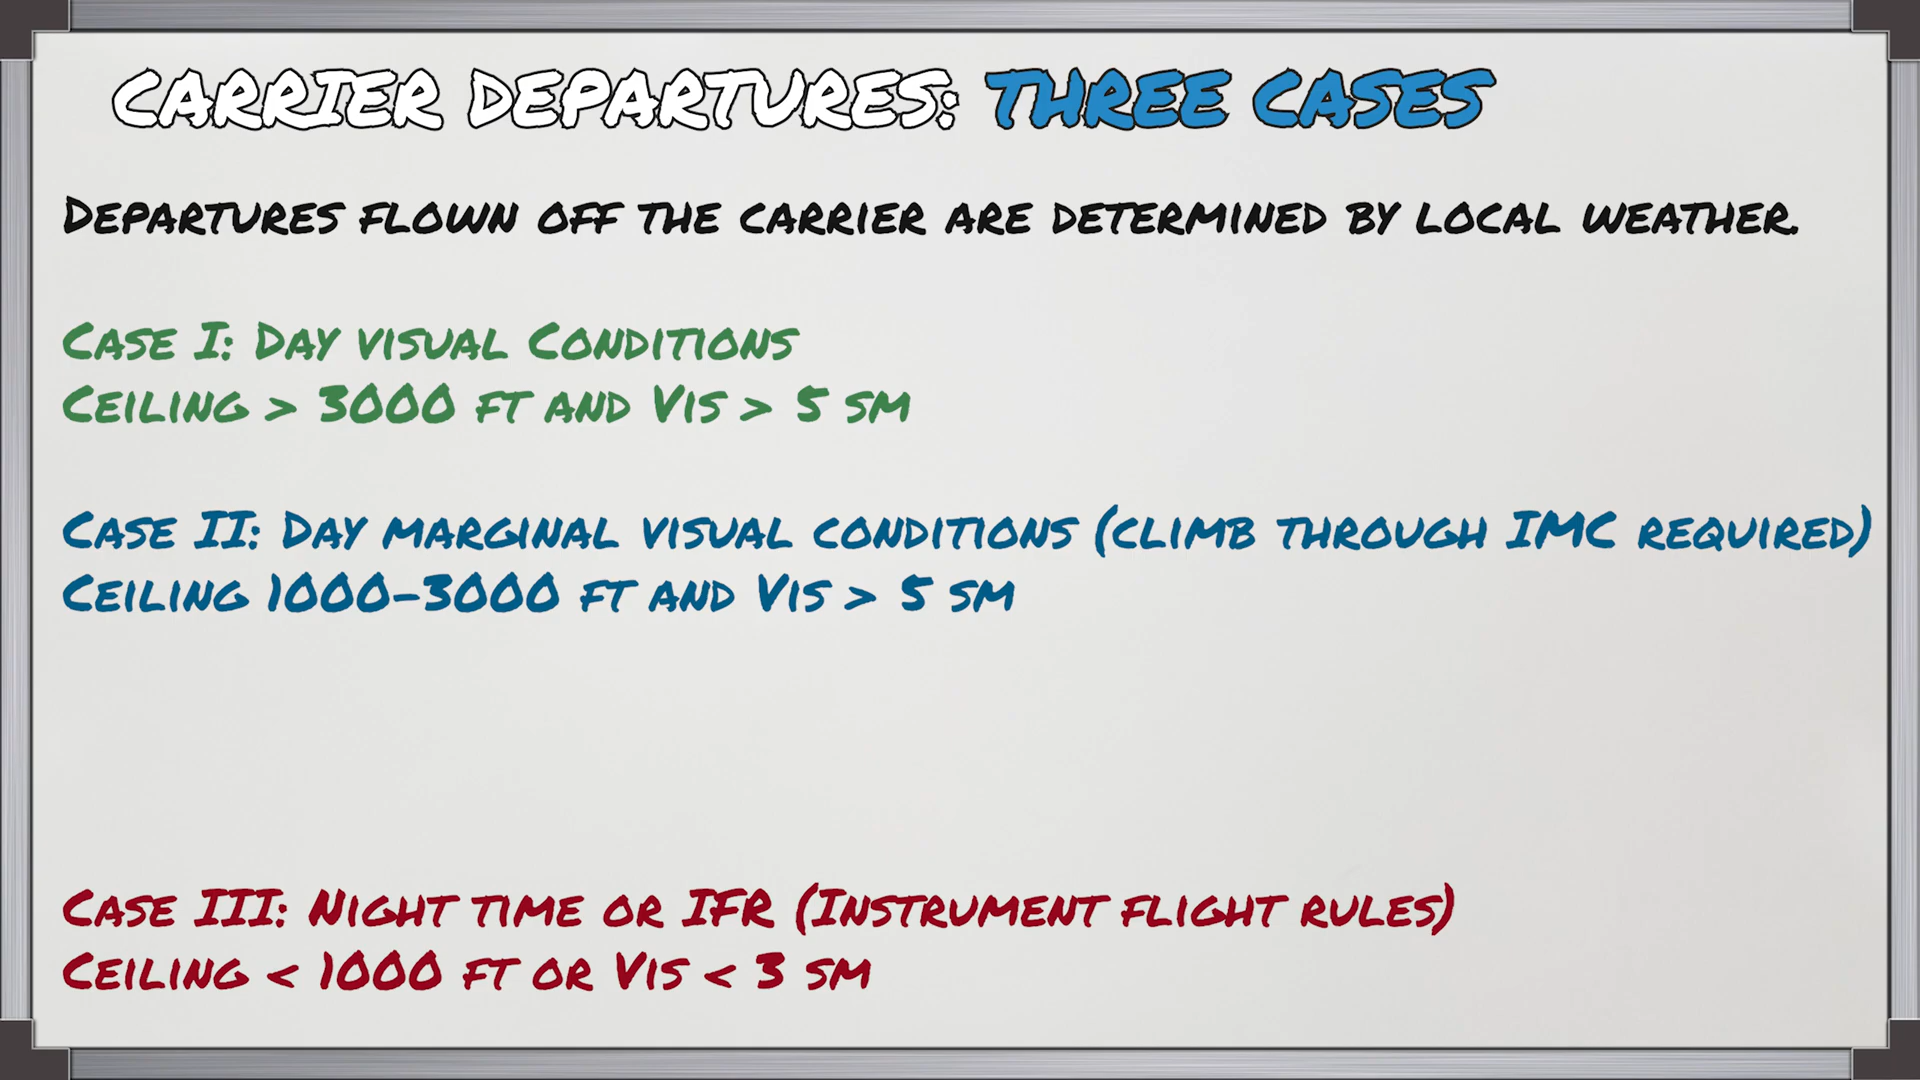 CARRIER DEPARTURES: THREE CASES
DEPARTURES FLOWN OFF THE CARRIER ARE DETERMINED BY LOCAL WEATHER.
CASE I: DAY VISUAL CONDITIONS
CEILING > 3000 FT AND VIS > 5 SM
CASE II: DAY MARGINAL VISUAL CONDITIONS (CLIMB THROUGH IMC REQUIRED)
CEILING 1000-3000 FT AND VIS > 5 SM
CASE III: NIGHT TIME OR IFR (INSTRUMENT FLIGHT RULES)
CEILING < 1000 FT OR VIS < 3 SM